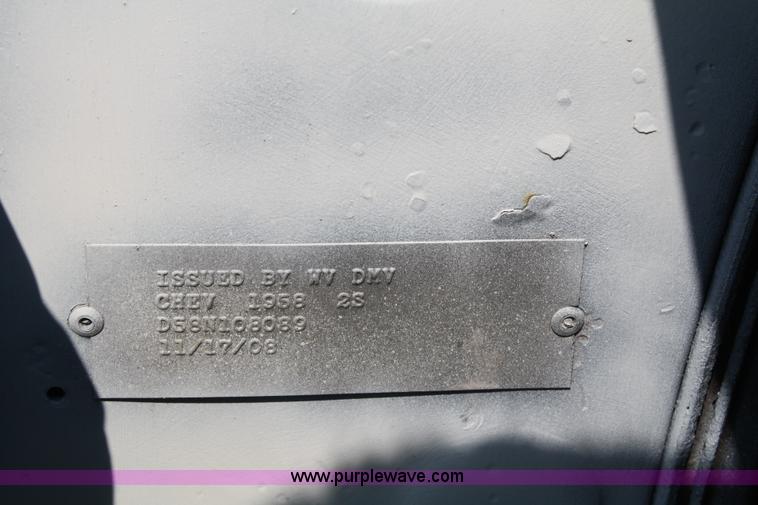 ISSUED BY WV DMV
CHEV 1958 2S
D58N108089
11/17/08
www.purplewave.com